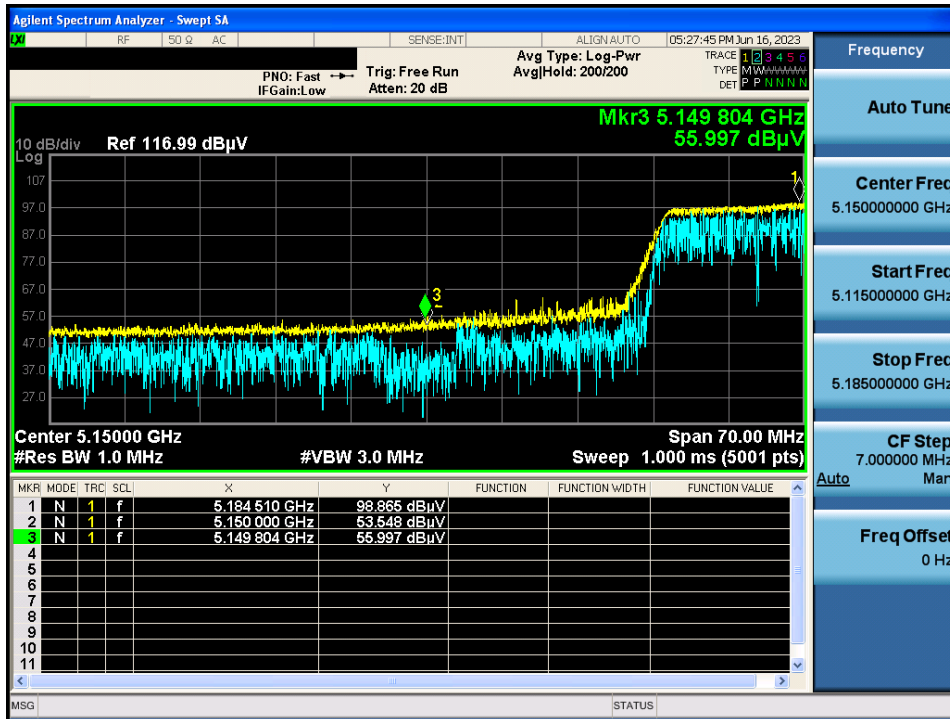 Agilent Spectrum Analyzer - Swept SA
LXI RF 50 Ω AC SENSE:INT ALIGN AUTO 05:27:45 PM Jun 16, 2023
PNO: Fast
IFGain:Low
Trig: Free Run
Atten: 20 dB
Avg Type: Log-Pwr
Avg|Hold: 200/200
TRACE 1 2 3 4 5 6
TYPE M W
DET P P N N N N
Mkr3 5.149 804 GHz
55.997 dBµV
10 dB/div Ref 116.99 dBµV
Log
107
97.0
87.0
77.0
67.0
57.0
47.0
37.0
27.0
1
3
Center 5.15000 GHz Span 70.00 MHz
#Res BW 1.0 MHz #VBW 3.0 MHz Sweep 1.000 ms (5001 pts)
MKR MODE TRC SCL X Y FUNCTION FUNCTION WIDTH FUNCTION VALUE
1 N 1 f 5.184 510 GHz 98.865 dBµV
2 N 1 f 5.150 000 GHz 53.548 dBµV
3 N 1 f 5.149 804 GHz 55.997 dBµV
4
5
6
7
8
9
10
11
MSG STATUS
Frequency
Auto Tune
Center Freq
5.150000000 GHz
Start Freq
5.115000000 GHz
Stop Freq
5.185000000 GHz
CF Step
7.000000 MHz
Auto Man
Freq Offset
0 Hz